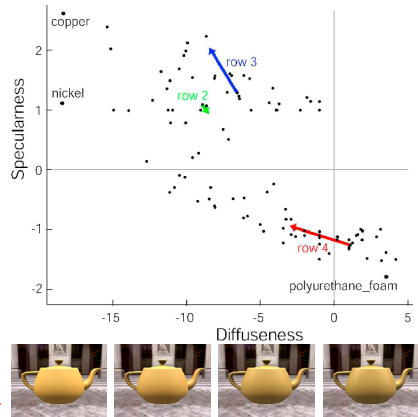 copper
2
row 3
nickel
row 2
1
Specularness
0
-1
row 4
polyurethane_foam
-2
-15
-10
-5
0
5
Diffuseness